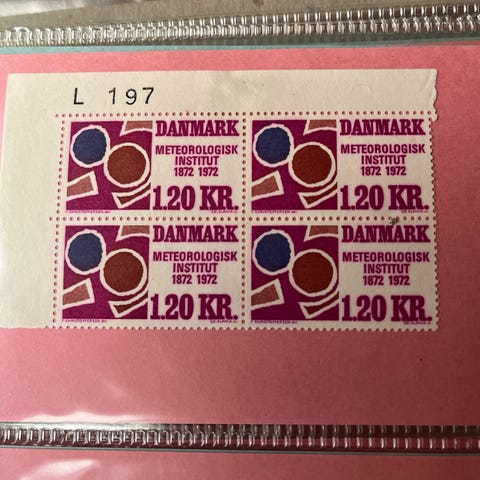 L 197
DANMARK
METEOROLOGISK
INSTITUT
1872 1972
1.20 KR.
DANMARK
METEOROLOGISK
INSTITUT
1872 1972
1.20 KR.
DANMARK
METEOROLOGISK
INSTITUT
1872 1972
1.20 KR.
DANMARK
METEOROLOGISK
INSTITUT
1872 1972
1.20 KR.